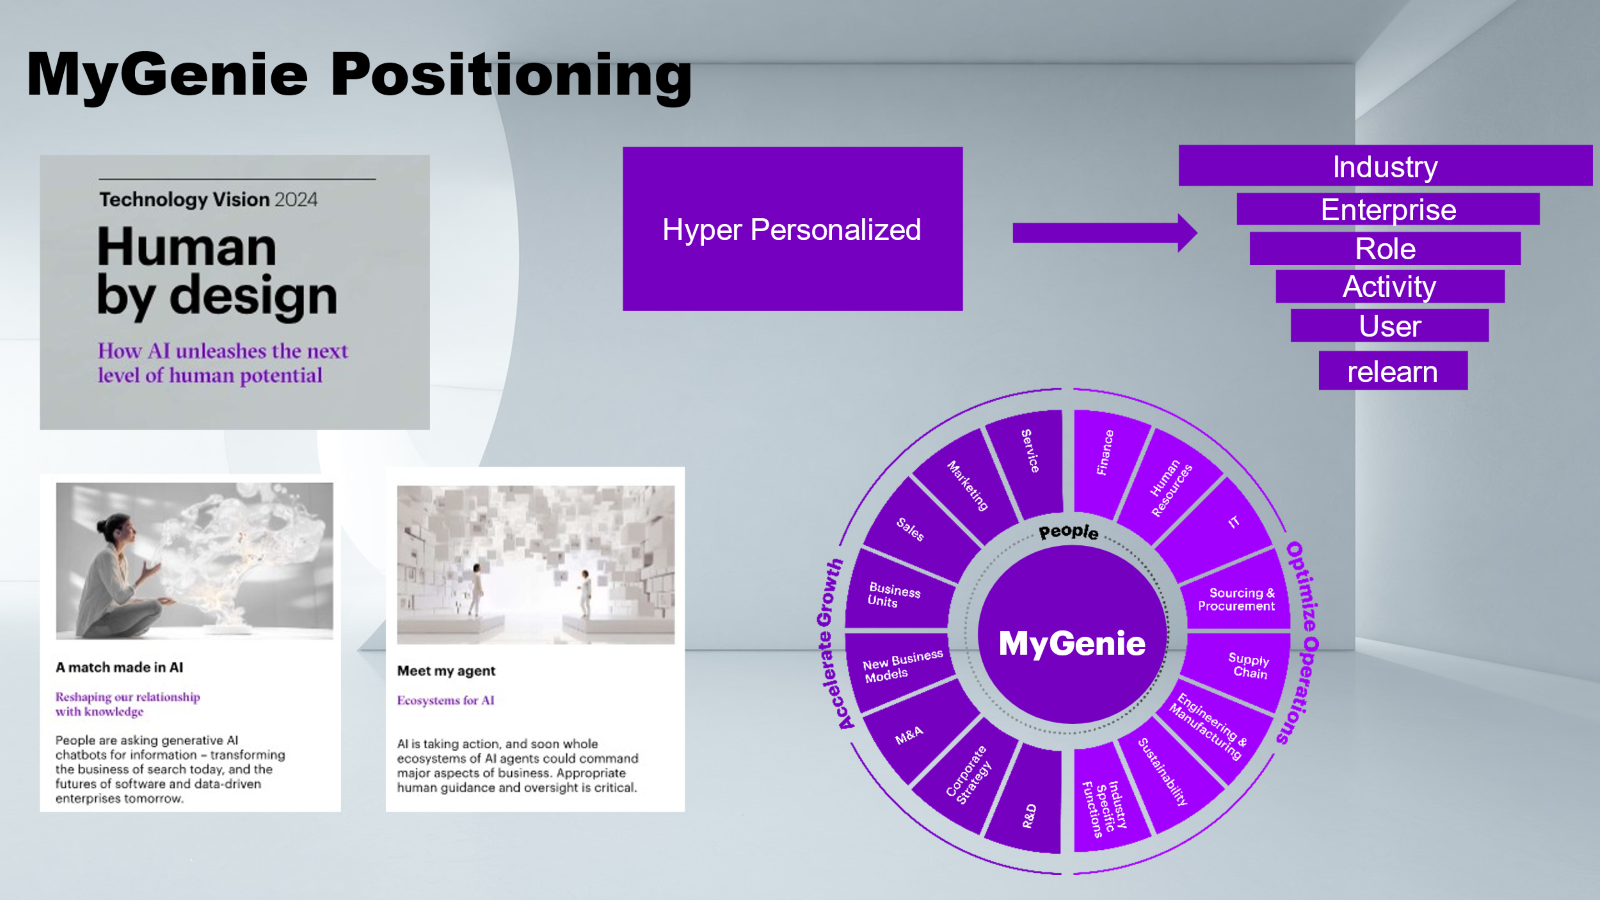 MyGenie Positioning
Technology Vision 2024
Human
by design
How AI unleashes the next
level of human potential
Hyper Personalized
Industry
Enterprise
Role
Activity
User
relearn
A match made in AI
Reshaping our relationship
with knowledge
People are asking generative AI
chatbots for information – transforming
the business of search today, and the
futures of software and data-driven
enterprises tomorrow.
Meet my agent
Ecosystems for AI
AI is taking action, and soon whole
ecosystems of AI agents could command
major aspects of business. Appropriate
human guidance and oversight is critical.
Accelerate Growth
Service
Marketing
Sales
Business
Units
New Business
Models
M&A
Corporate
Strategy
R&D
People
MyGenie
Finance
Human
Resources
IT
Sourcing &
Procurement
Supply
Chain
Engineering &
Manufacturing
Sustainability
Industry
Specific
Functions
Optimize Operations